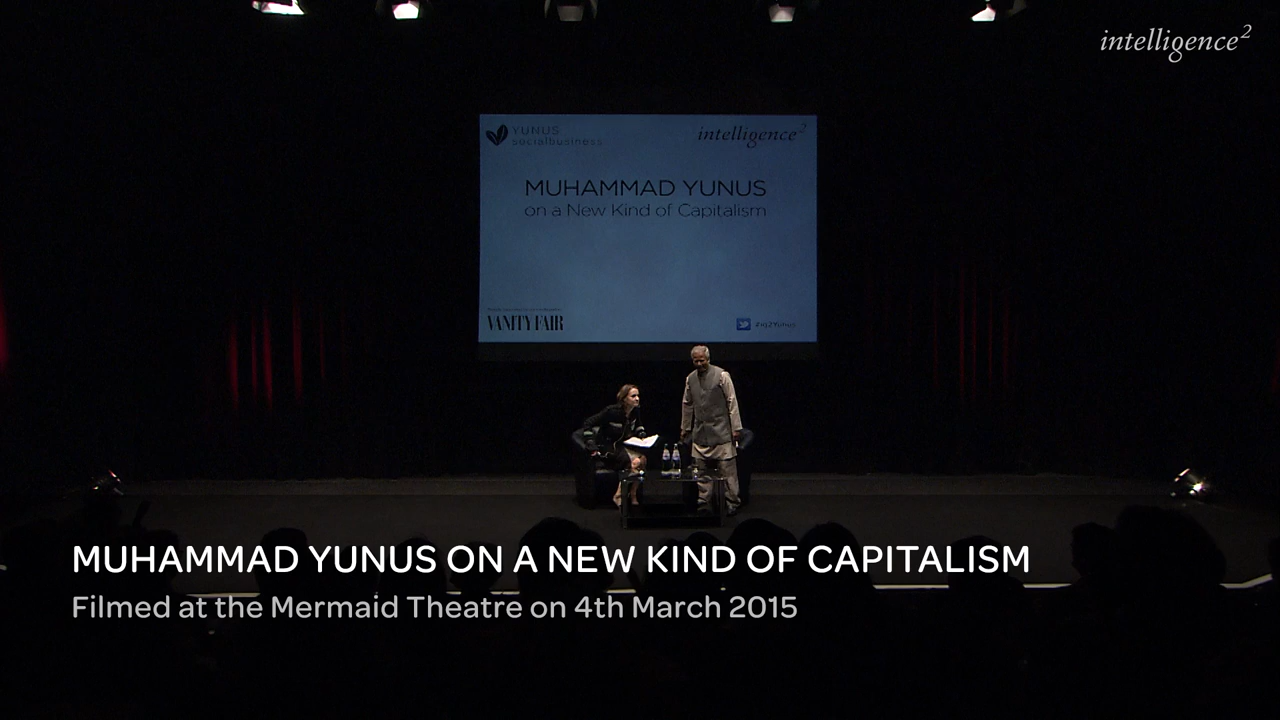 intelligence²
YUNUS
socialbusiness
intelligence²
MUHAMMAD YUNUS
on a New Kind of Capitalism
VANITY FAIR
#iq2Yunus
MUHAMMAD YUNUS ON A NEW KIND OF CAPITALISM
Filmed at the Mermaid Theatre on 4th March 2015